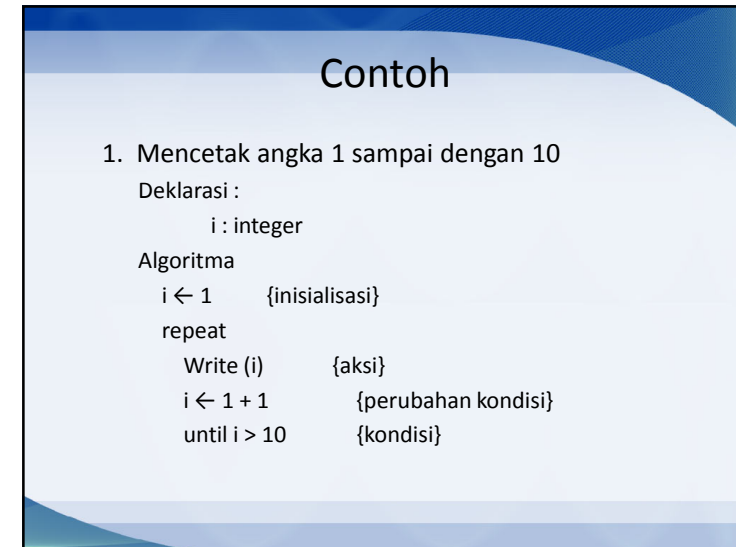 Contoh
1. Mencetak angka 1 sampai dengan 10
Deklarasi :
i : integer
Algoritma
i ← 1 {inisialisasi}
repeat
Write (i) {aksi}
i ← 1 + 1 {perubahan kondisi}
until i > 10 {kondisi}